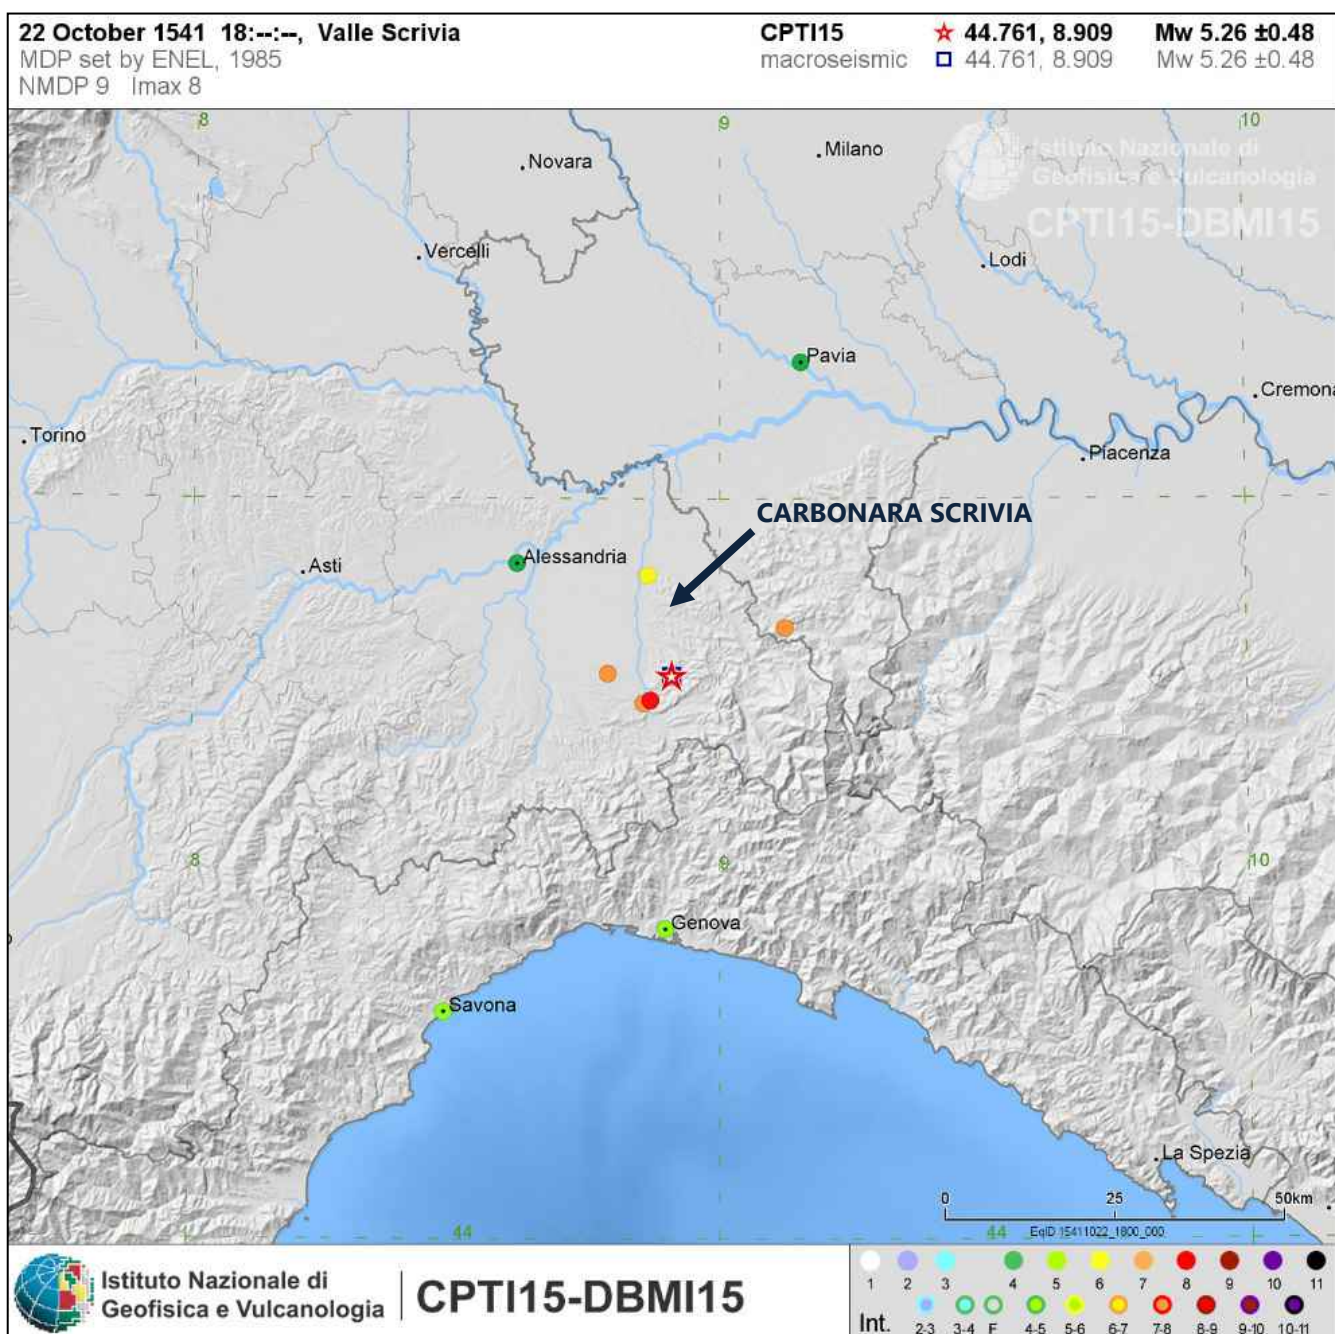 22 October 1541 18:--:--, Valle Scrivia
MDP set by ENEL, 1985
NMDP 9 Imax 8
CPTI15 44.761, 8.909 Mw 5.26 ±0.48
macroseismic 44.761, 8.909 Mw 5.26 ±0.48
8
9
10
Istituto Nazionale di
Geofisica e Vulcanologia
CPTI15-DBMI15
Novara
Milano
Vercelli
Lodi
Pavia
Cremona
Torino
Piacenza
CARBONARA SCRIVIA
Asti
Alessandria
8
9
10
Genova
Savona
La Spezia
0 25 50km
44
44
EqID 15411022_1800_000
Istituto Nazionale di
Geofisica e Vulcanologia
CPTI15-DBMI15
1 2 3 4 5 6 7 8 9 10 11
Int. 2-3 3-4 F 4-5 5-6 6-7 7-8 8-9 9-10 10-11